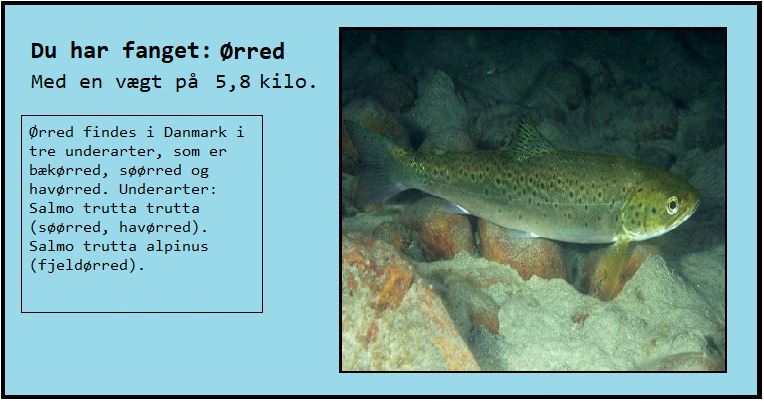 Du har fanget: Ørred
Med en vægt på 5,8 kilo.
Ørred findes i Danmark i
tre underarter, som er
bækørred, søørred og
havørred. Underarter:
Salmo trutta trutta
(søørred, havørred).
Salmo trutta alpinus
(fjeldørred).